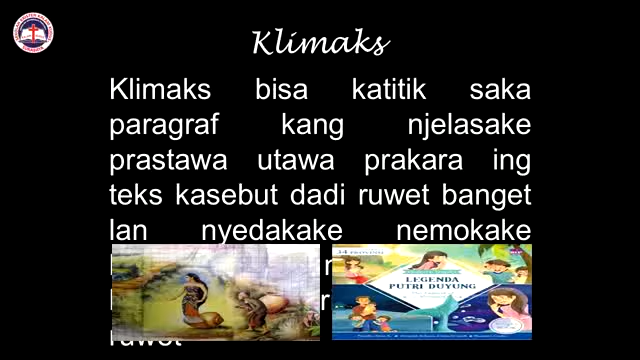 Klimaks
Klimaks bisa katitik saka
paragraf kang njelasake
prastawa utawa prakara ing
teks kasebut dadi ruwet banget
lan nyedakake nemokake
ruwet
LEGENDA
PUTRI DUYUNG